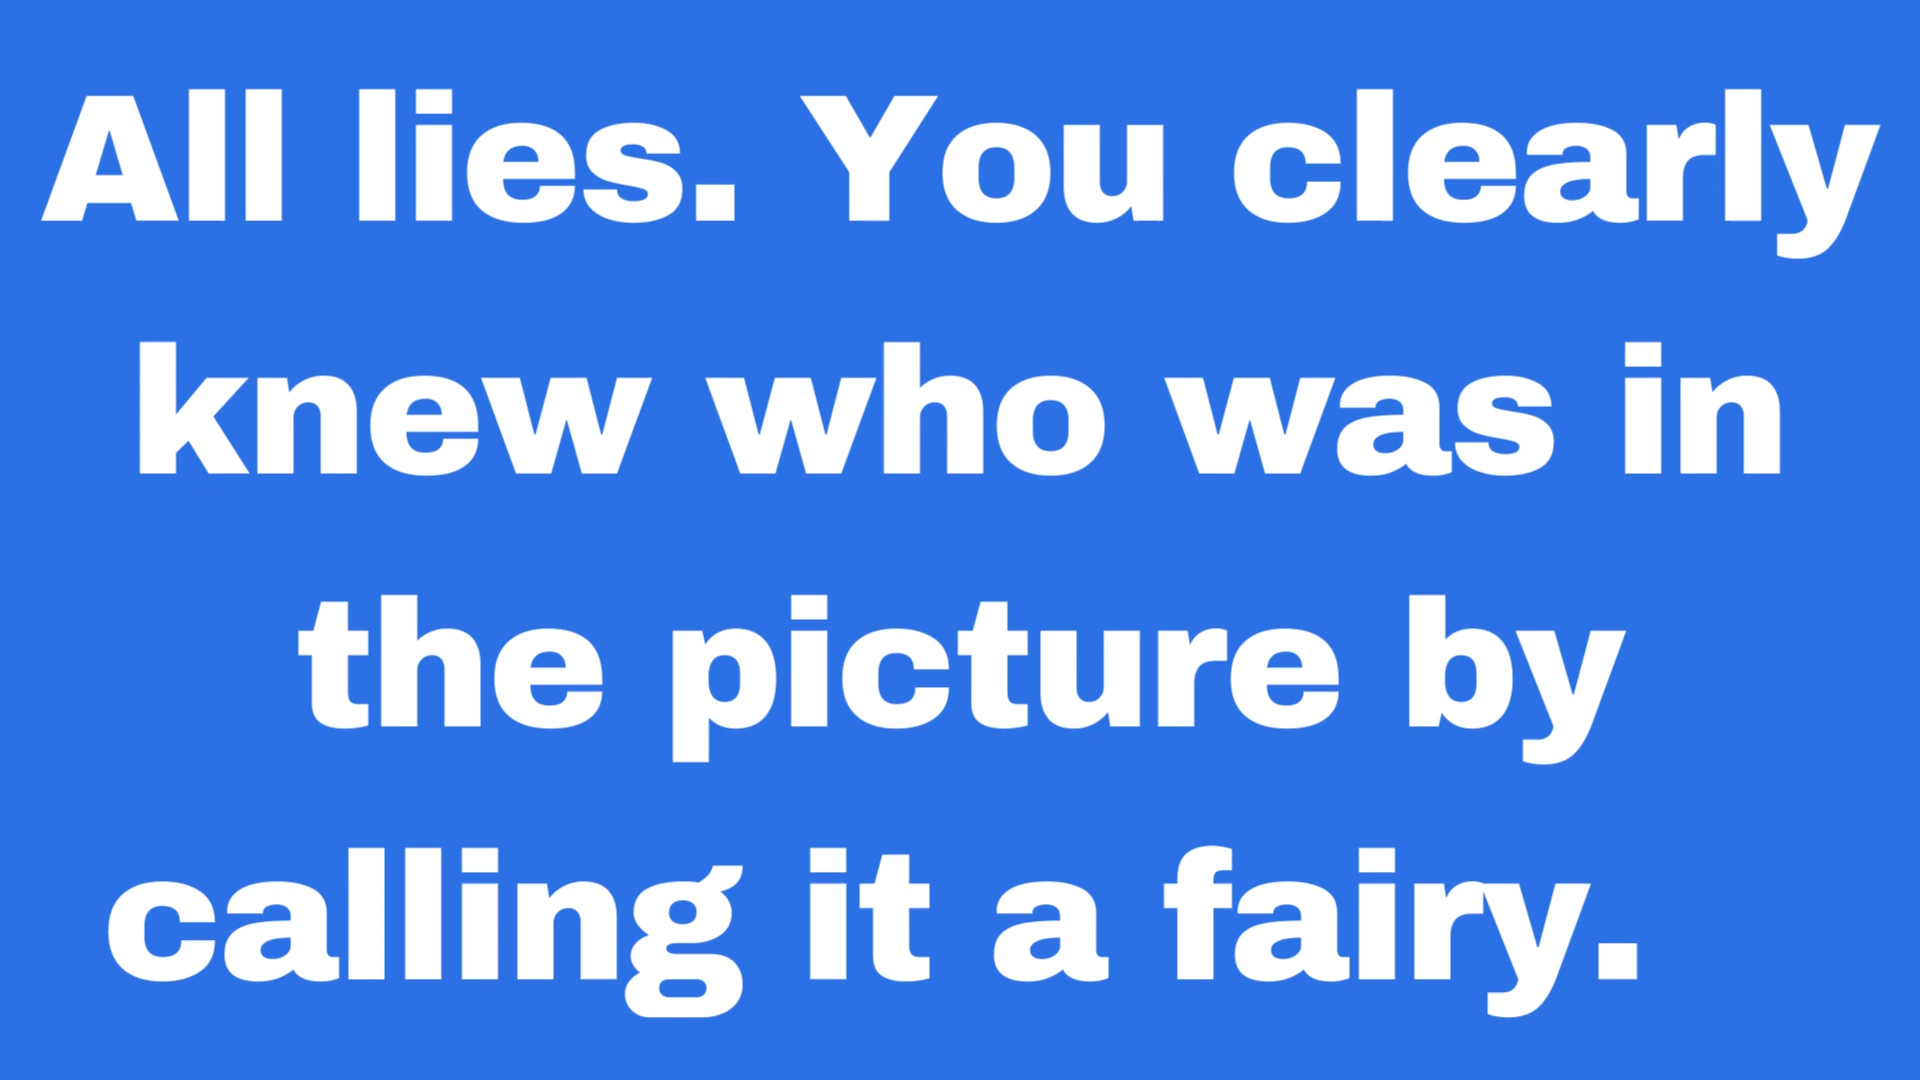 All lies. You clearly
knew who was in
the picture by
calling it a fairy.